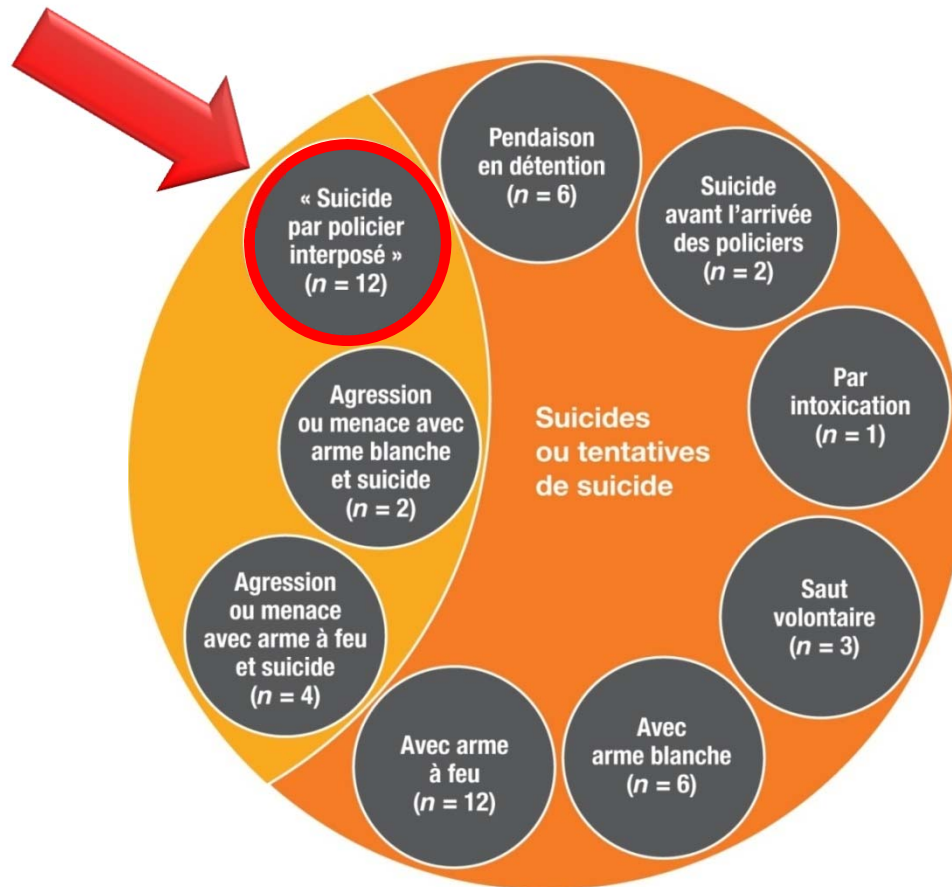 « Suicide
par policier
interposé »
(n = 12)
Pendaison
en détention
(n = 6)
Suicide
avant l’arrivée
des policiers
(n = 2)
Par
intoxication
(n = 1)
Saut
volontaire
(n = 3)
Avec
arme blanche
(n = 6)
Avec arme
à feu
(n = 12)
Agression
ou menace
avec arme à feu
et suicide
(n = 4)
Agression
ou menace avec
arme blanche
et suicide
(n = 2)
Suicides
ou tentatives
de suicide